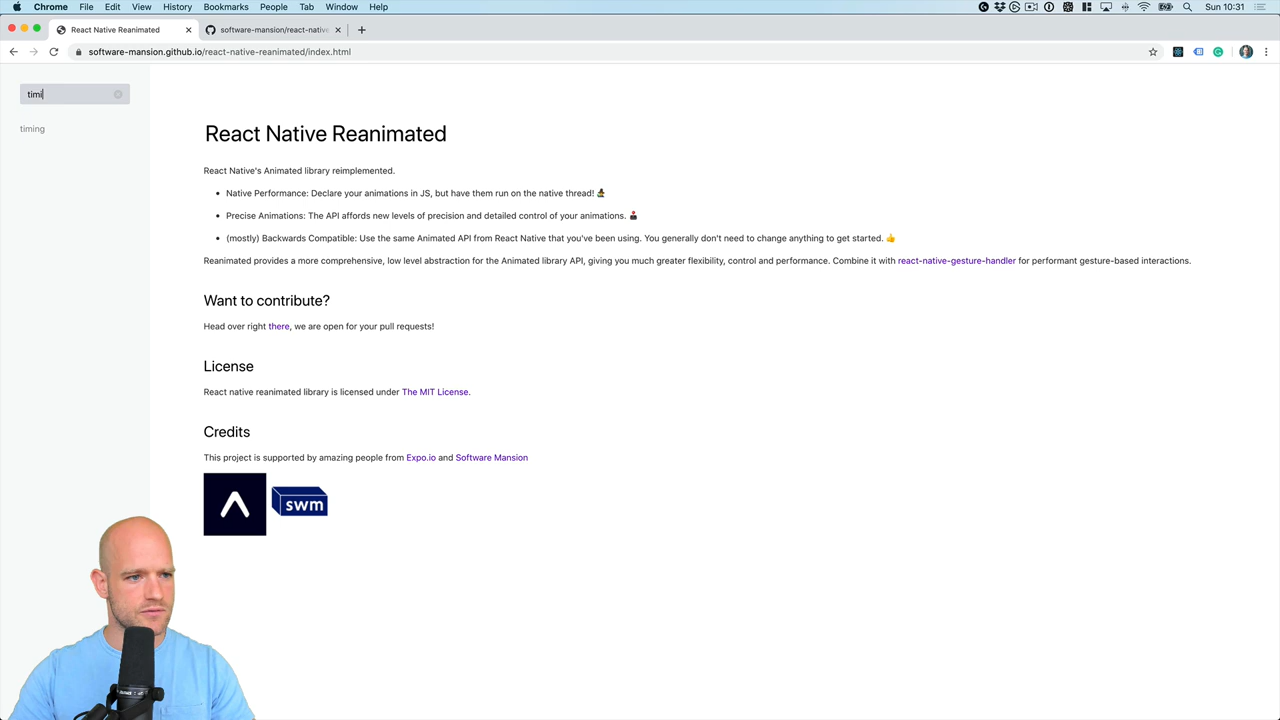 Chrome File Edit View History Bookmarks People Tab Window Help Sun 10:31
React Native Reanimated software-mansion/react-native
software-mansion.github.io/react-native-reanimated/index.html
timi
timing
React Native Reanimated
React Native's Animated library reimplemented.
• Native Performance: Declare your animations in JS, but have them run on the native thread! 🧙‍♂️
• Precise Animations: The API affords new levels of precision and detailed control of your animations. 🕹
• (mostly) Backwards Compatible: Use the same Animated API from React Native that you've been using. You generally don't need to change anything to get started. 👍
Reanimated provides a more comprehensive, low level abstraction for the Animated library API, giving you much greater flexibility, control and performance. Combine it with react-native-gesture-handler for performant gesture-based interactions.
Want to contribute?
Head over right there, we are open for your pull requests!
License
React native reanimated library is licensed under The MIT License.
Credits
This project is supported by amazing people from Expo.io and Software Mansion
swm